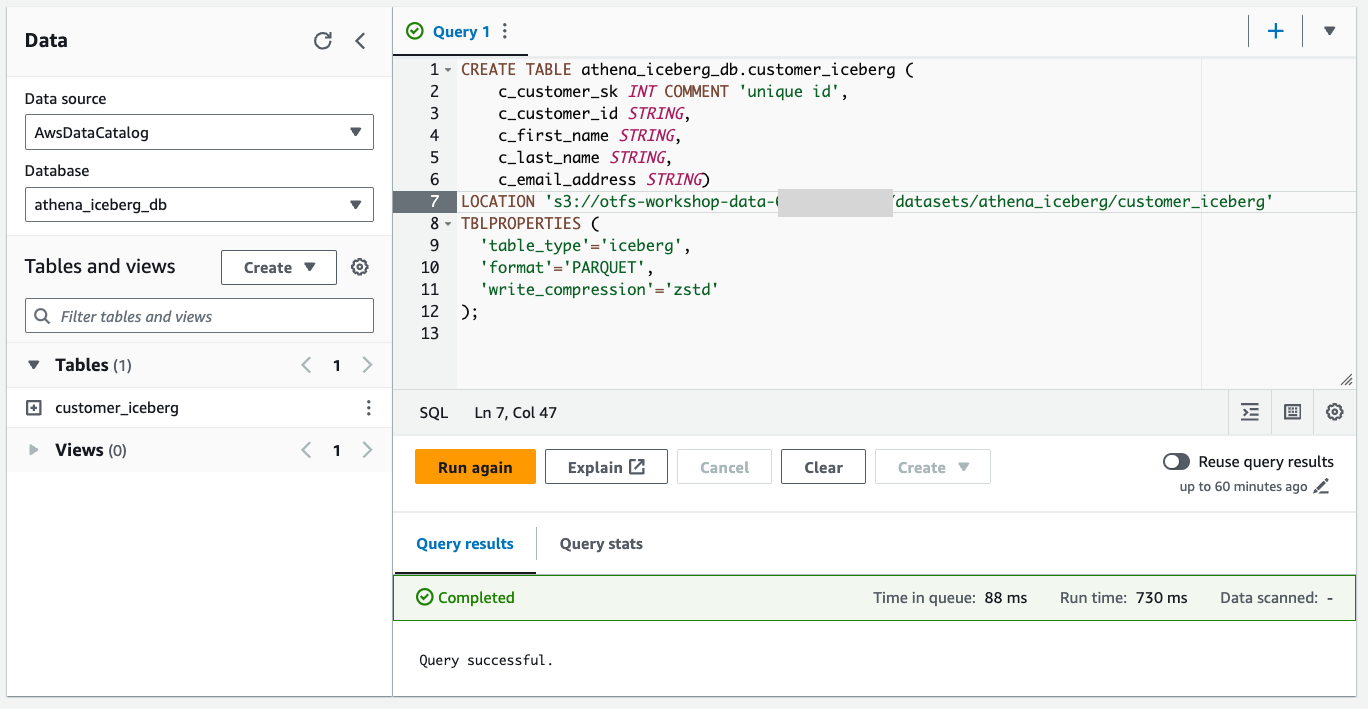 Data
Data source
AwsDataCatalog
Database
athena_iceberg_db
Tables and views
Create
Filter tables and views
Tables (1)
1
customer_iceberg
Views (0)
1
Query 1
1 CREATE TABLE athena_iceberg_db.customer_iceberg (
2 c_customer_sk INT COMMENT 'unique id',
3 c_customer_id STRING,
4 c_first_name STRING,
5 c_last_name STRING,
6 c_email_address STRING)
7 LOCATION 's3://otfs-workshop-data- /datasets/athena_iceberg/customer_iceberg'
8 TBLPROPERTIES (
9 'table_type'='iceberg',
10 'format'='PARQUET',
11 'write_compression'='zstd'
12 );
13
SQL Ln 7, Col 47
Run again Explain Cancel Clear Create
Reuse query results
up to 60 minutes ago
Query results Query stats
Completed Time in queue: 88 ms Run time: 730 ms Data scanned: -
Query successful.